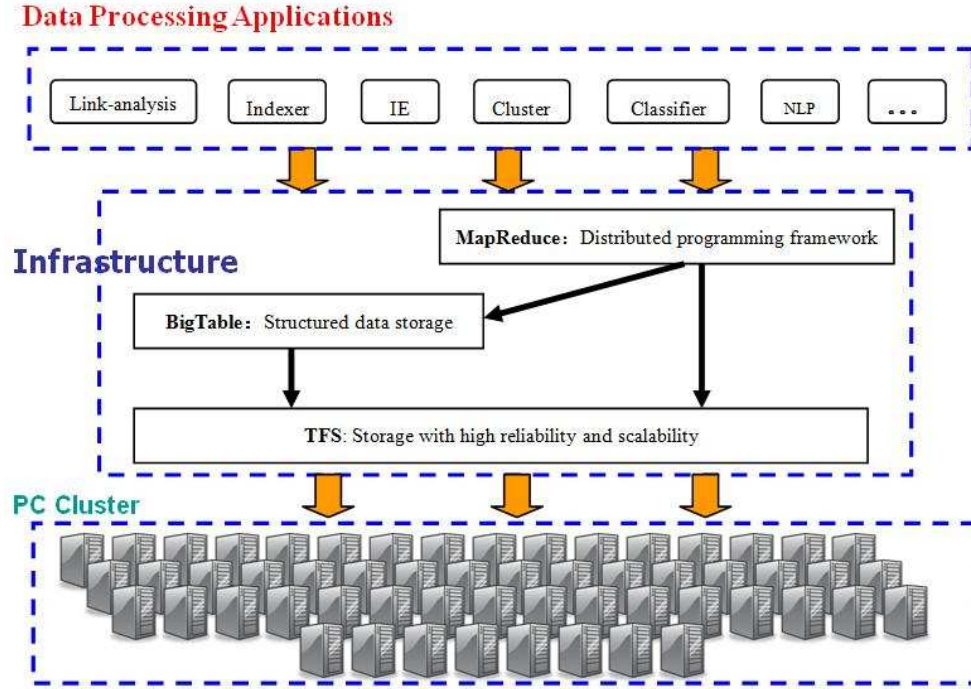 Data Processing Applications
Link-analysis
Indexer
IE
Cluster
Classifier
NLP
...
Infrastructure
MapReduce: Distributed programming framework
BigTable: Structured data storage
TFS: Storage with high reliability and scalability
PC Cluster